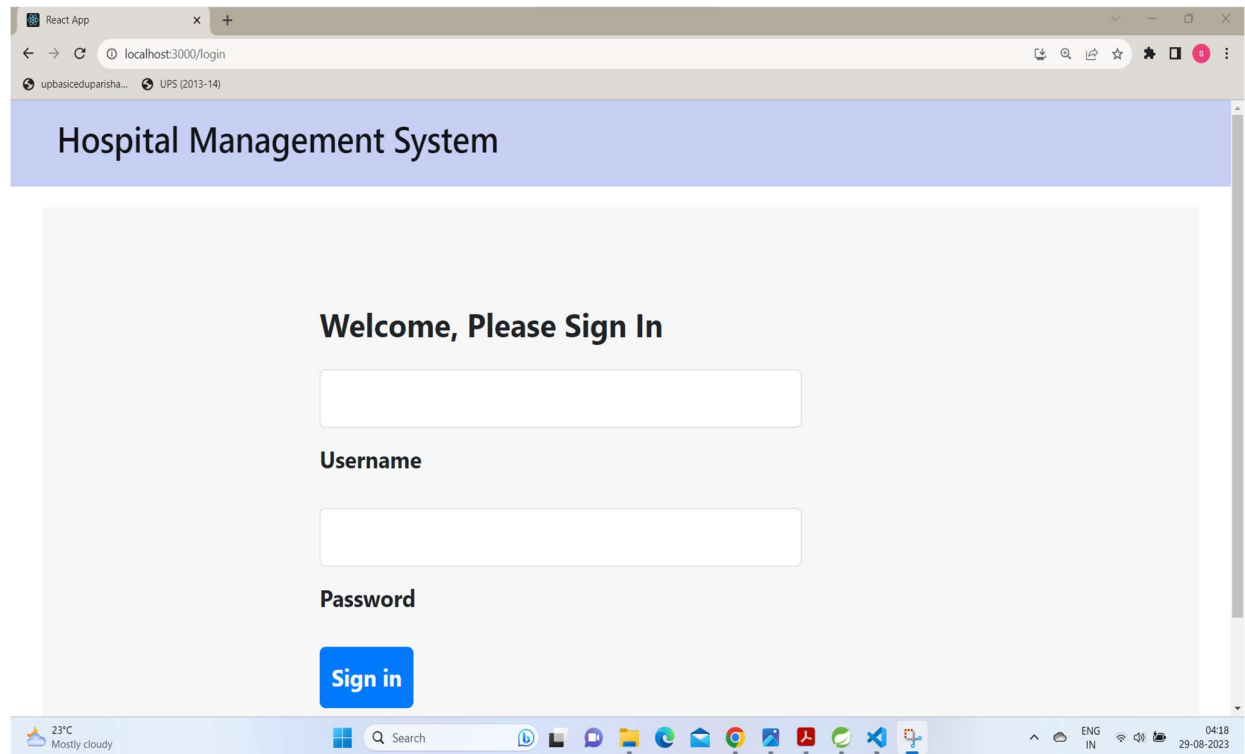 React App
localhost:3000/login
S
upbasiceduparisha... UPS (2013-14)
Hospital Management System
Welcome, Please Sign In
Username
Password
Sign in
23°C
Mostly cloudy
Search
b
ENG
IN
04:18
29-08-2023